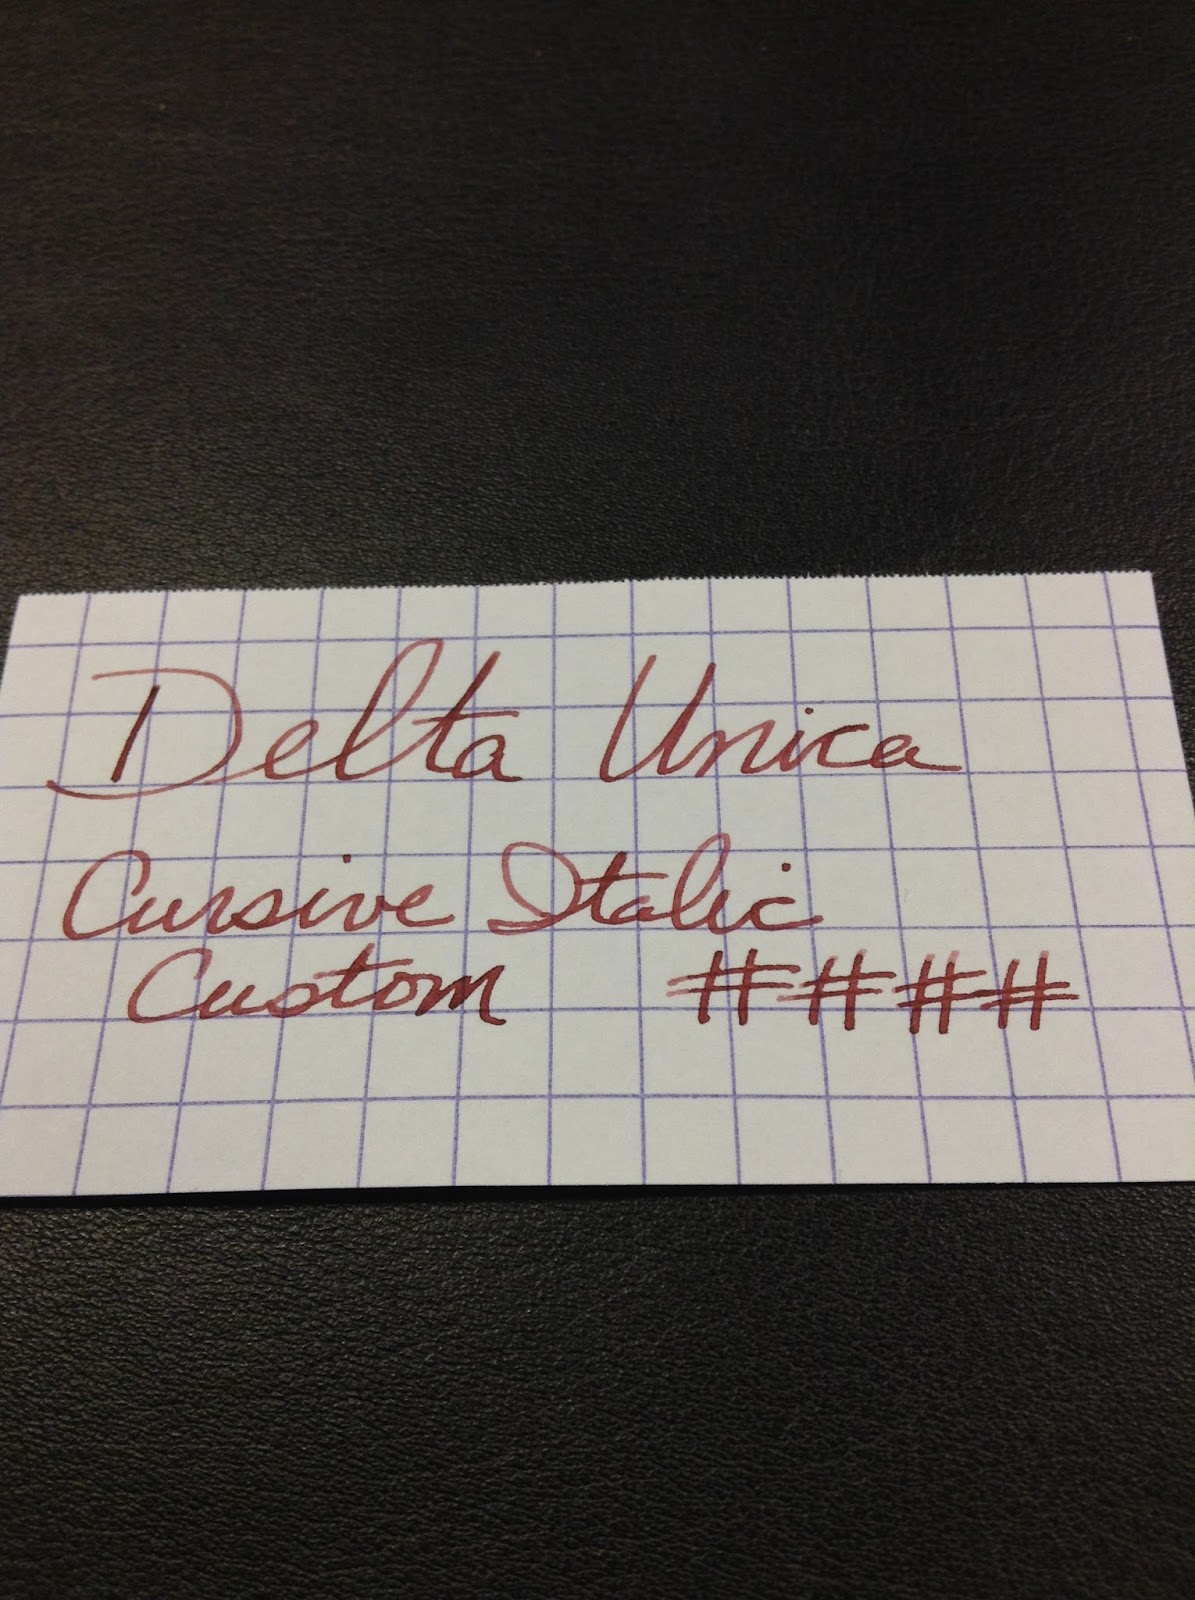 Delta Unica
Cursive Italic
Custom ####